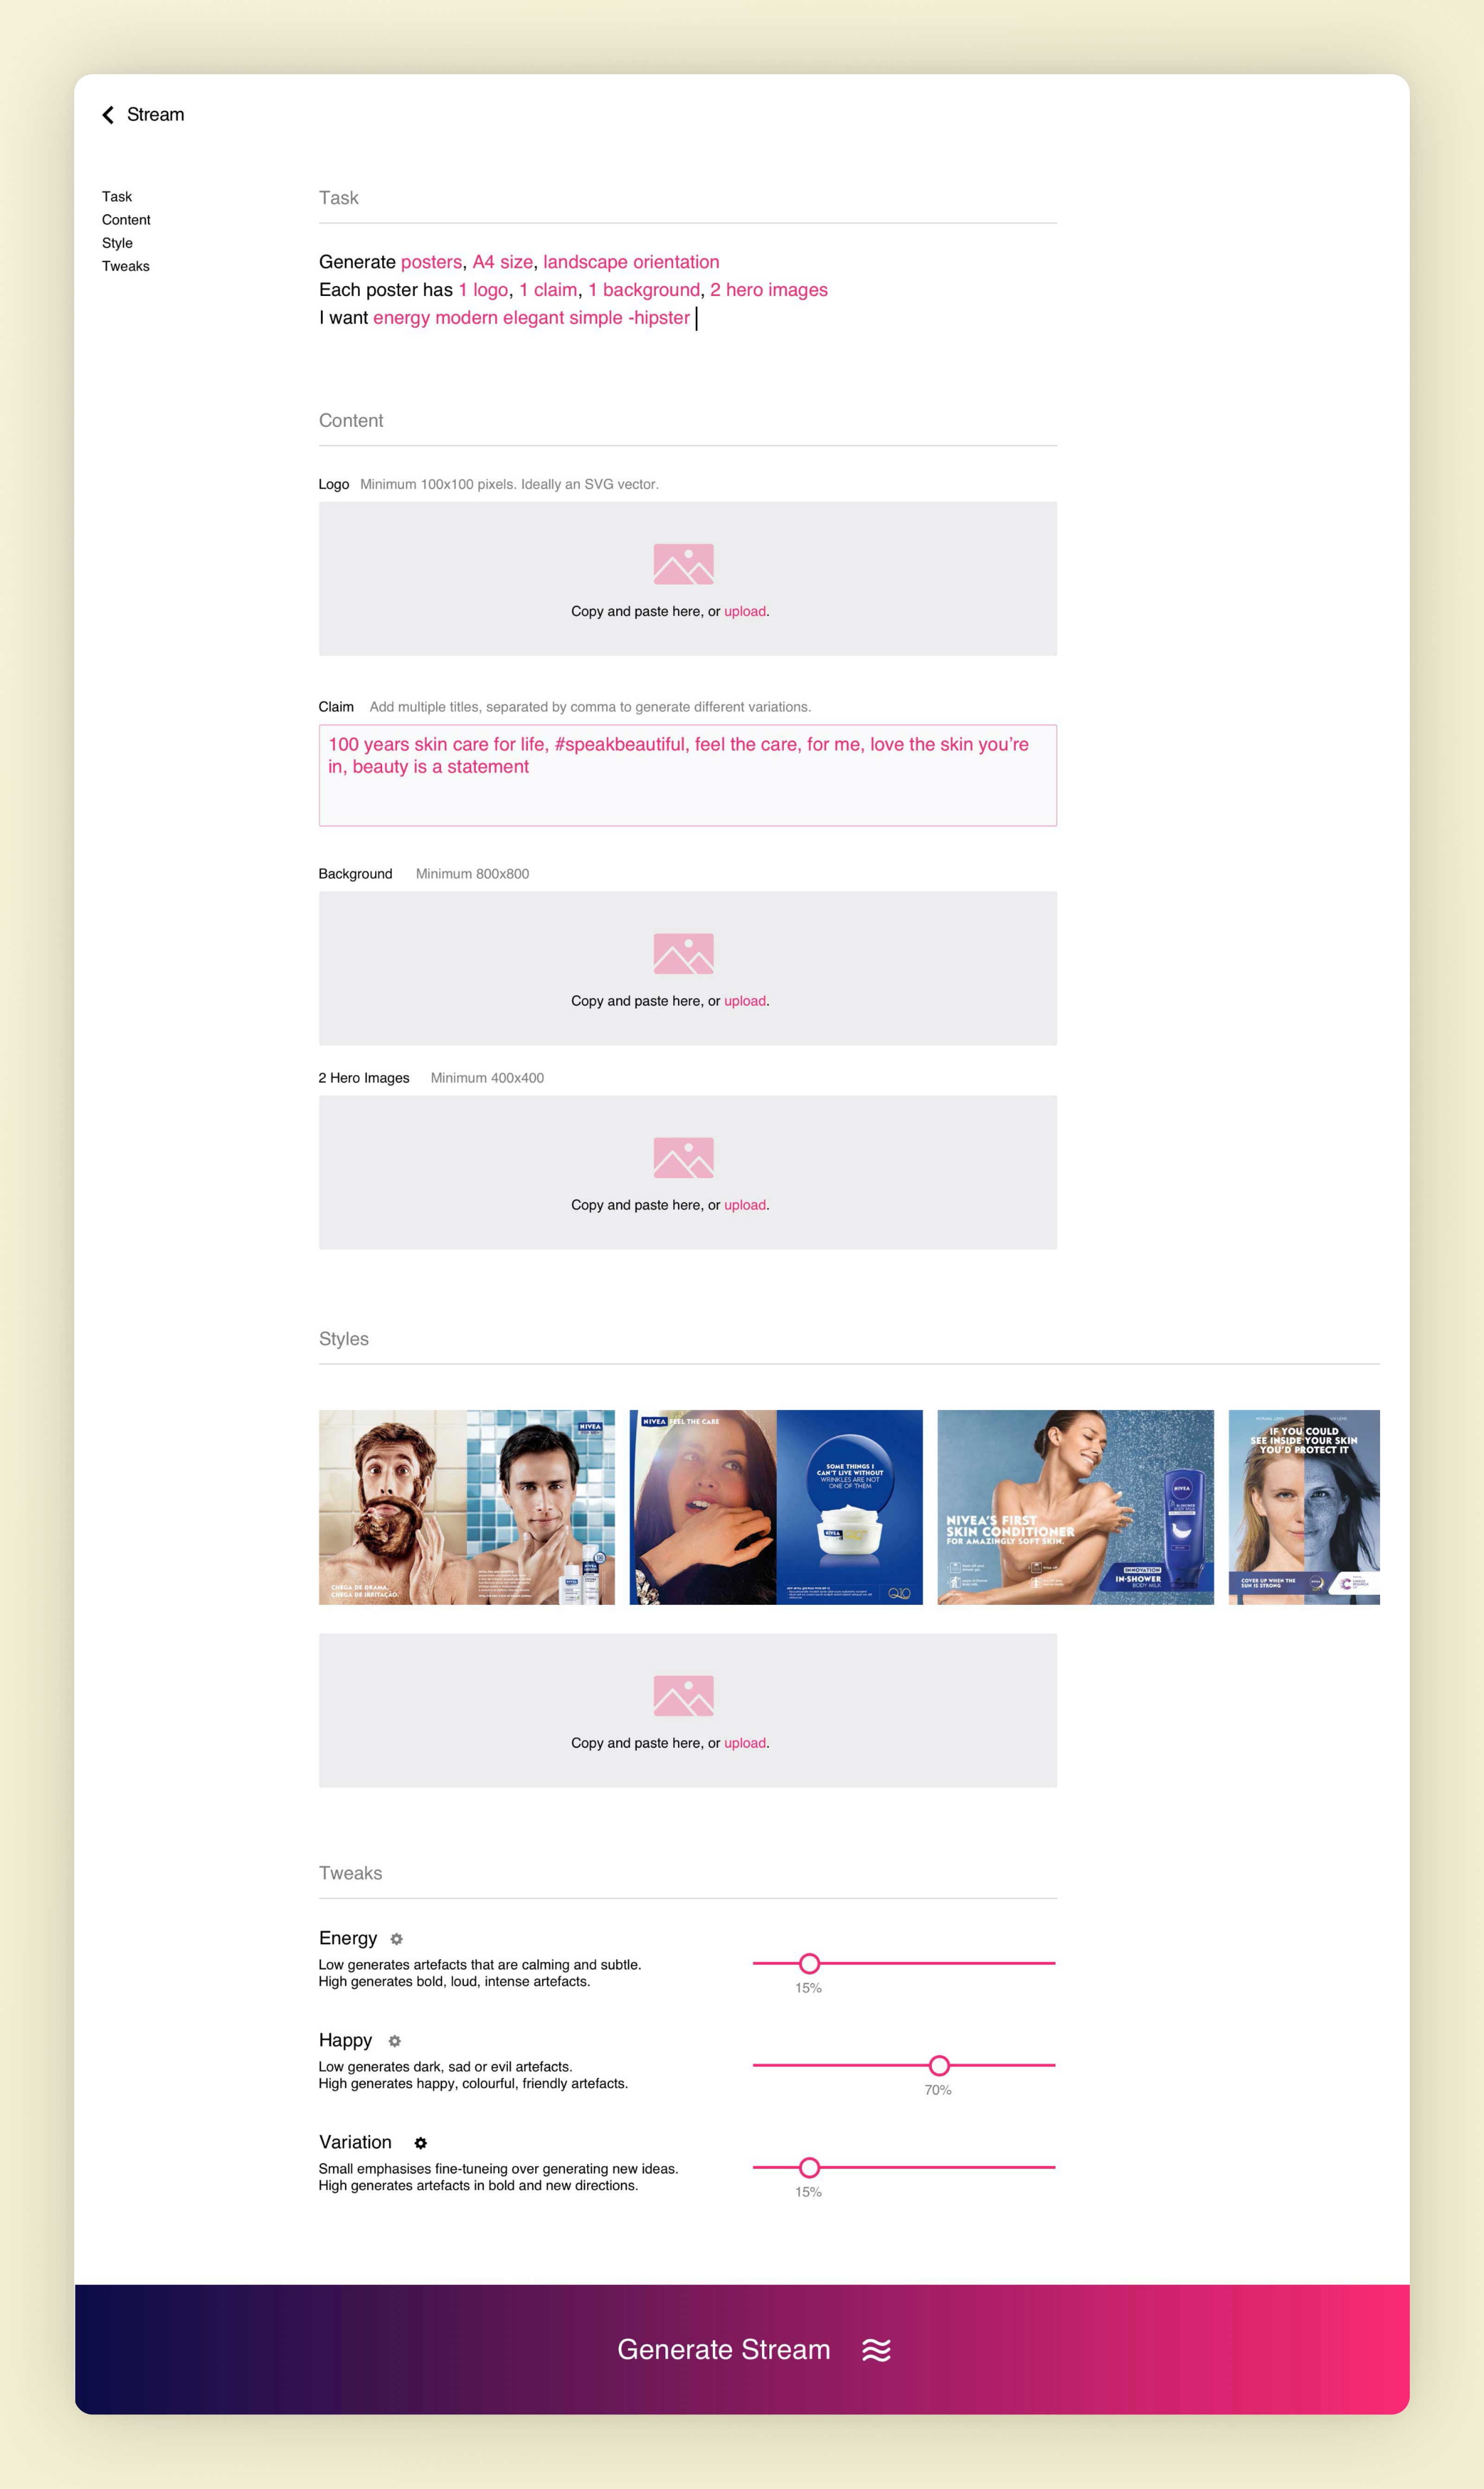 Stream
Task
Content
Style
Tweaks
Task
Generate posters, A4 size, landscape orientation
Each poster has 1 logo, 1 claim, 1 background, 2 hero images
I want energy modern elegant simple -hipster
Content
Logo Minimum 100x100 pixels. Ideally an SVG vector.
Copy and paste here, or upload.
Claim Add multiple titles, separated by comma to generate different variations.
100 years skin care for life, #speakbeautiful, feel the care, for me, love the skin you’re
in, beauty is a statement
Background Minimum 800x800
Copy and paste here, or upload.
2 Hero Images Minimum 400x400
Copy and paste here, or upload.
Styles
NIVEA
CHEGA DE DRAMA.
CHEGA DE IRRITAÇÃO.
NIVEA FEEL THE CARE
SOME THINGS I
CAN'T LIVE WITHOUT
WRINKLES ARE NOT
ONE OF THEM
NIVEA
Q10
NIVEA'S FIRST
SKIN CONDITIONER
FOR AMAZINGLY SOFT SKIN.
NIVEA
INNOVATION
IN-SHOWER
BODY MILK
IF YOU COULD
SEE INSIDE YOUR SKIN
YOU'D PROTECT IT
COVER UP WHEN THE
SUN IS STRONG
Copy and paste here, or upload.
Tweaks
Energy
Low generates artefacts that are calming and subtle.
High generates bold, loud, intense artefacts.
15%
Happy
Low generates dark, sad or evil artefacts.
High generates happy, colourful, friendly artefacts.
70%
Variation
Small emphasises fine-tuneing over generating new ideas.
High generates artefacts in bold and new directions.
15%
Generate Stream